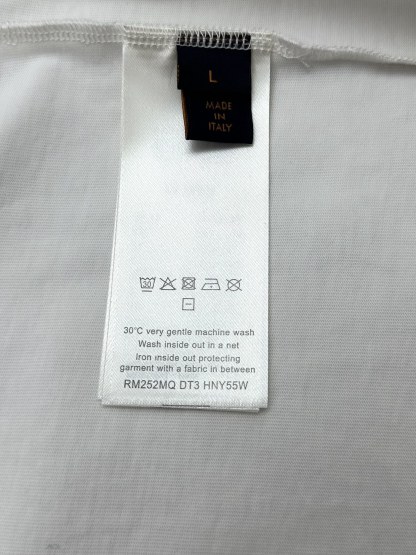 L
MADE
IN
ITALY
30
30°C very gentle machine wash
Wash inside out in a net
Iron inside out protecting
garment with a fabric in between
RM252MQ DT3 HNY55W